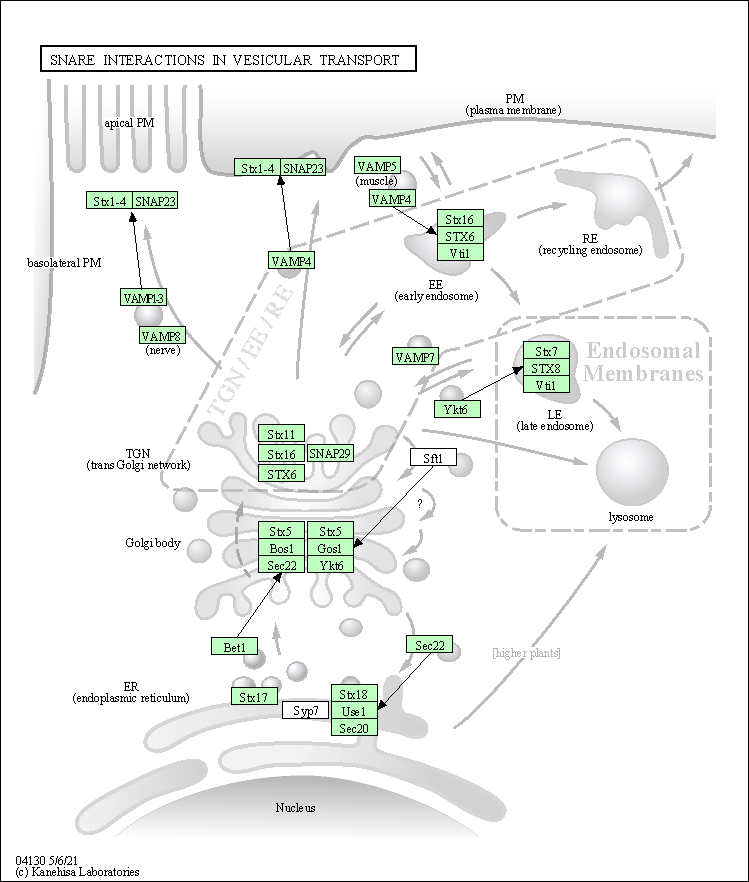 SNARE INTERACTIONS IN VESICULAR TRANSPORT
PM
(plasma membrane)
apical PM
Stx1-4 SNAP23
VAMP5
(muscle)
VAMP4
Stx1-4 SNAP23
Stx16
STX6
Vti1
RE
(recycling endosome)
basolateral PM
VAMP4
EE
(early endosome)
VAMP1-3
VAMP8
(nerve)
TGN / EE / RE
VAMP7
Stx7
STX8
Vti1
Endosomal
Membranes
Ykt6
LE
(late endosome)
Stx11
Stx16 SNAP29
STX6
TGN
(trans Golgi network)
Sft1
lysosome
?
Golgi body
Stx5 Stx5
Bos1 Gos1
Sec22 Ykt6
Bet1
Sec22
[higher plants]
ER
(endoplasmic reticulum)
Stx17
Syp7
Stx18
Use1
Sec20
Nucleus
04130 5/6/21
(c) Kanehisa Laboratories